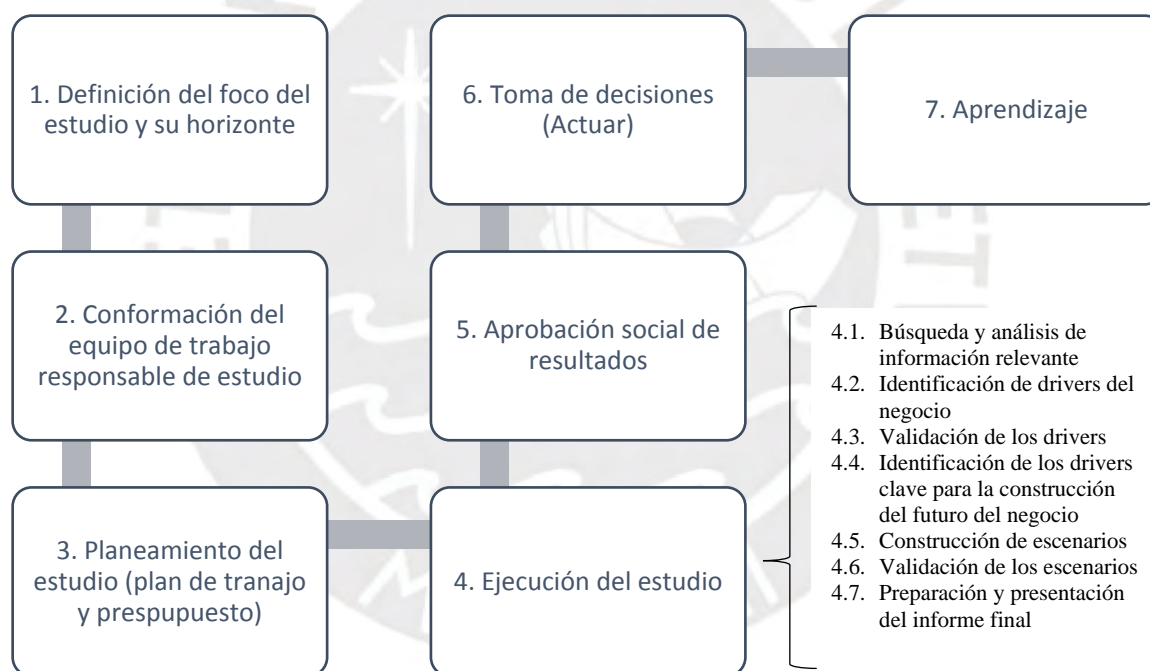 1. Definición del foco del
estudio y su horizonte
2. Conformación del
equipo de trabajo
responsable de estudio
3. Planeamiento del
estudio (plan de tranajo
y prespupuesto)
4. Ejecución del estudio
4.1. Búsqueda y análisis de
información relevante
4.2. Identificación de drivers del
negocio
4.3. Validación de los drivers
4.4. Identificación de los drivers
clave para la construcción
del futuro del negocio
4.5. Construcción de escenarios
4.6. Validación de los escenarios
4.7. Preparación y presentación
del informe final
5. Aprobación social de
resultados
6. Toma de decisiones
(Actuar)
7. Aprendizaje